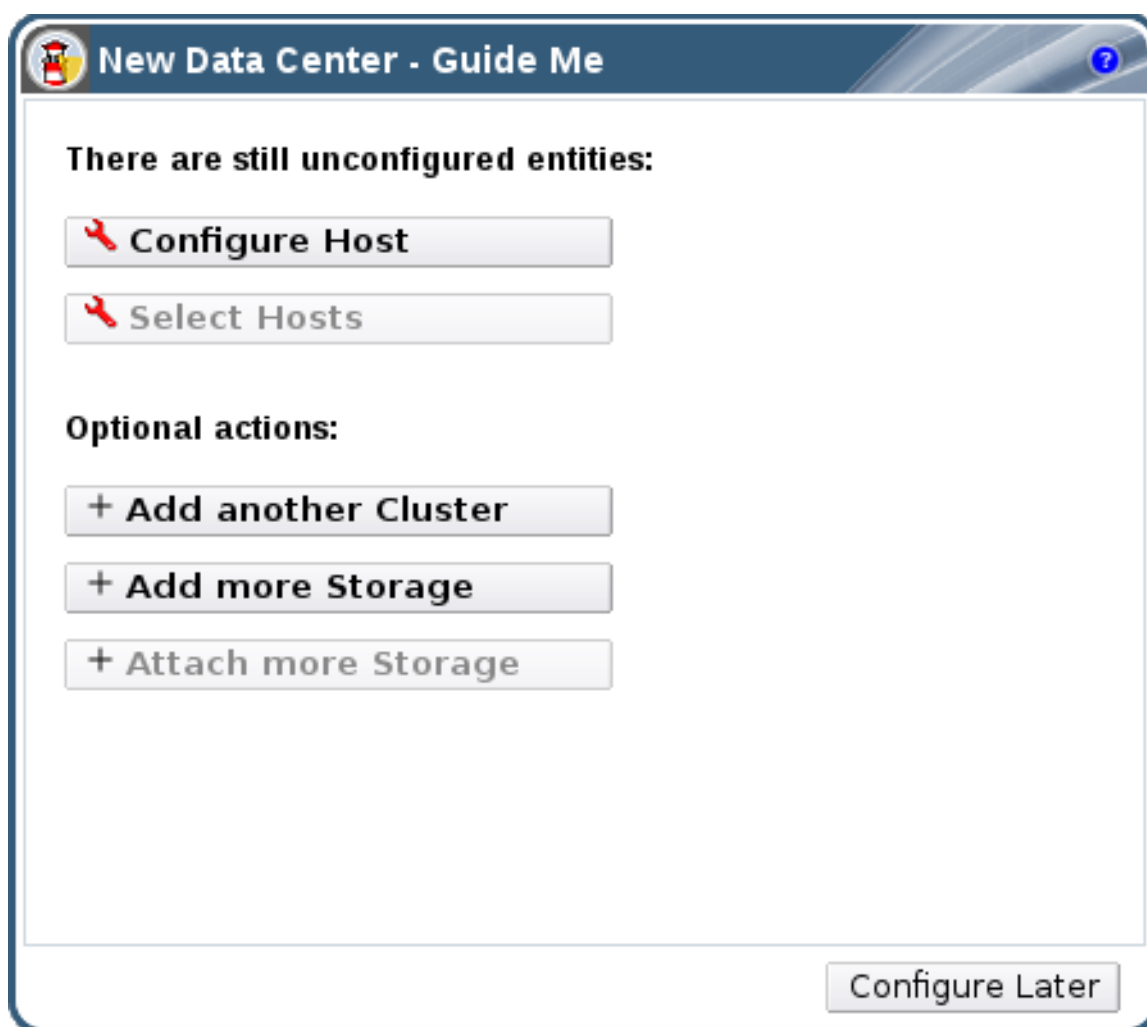 New Data Center - Guide Me
?
There are still unconfigured entities:
Configure Host
Select Hosts
Optional actions:
+ Add another Cluster
+ Add more Storage
+ Attach more Storage
Configure Later